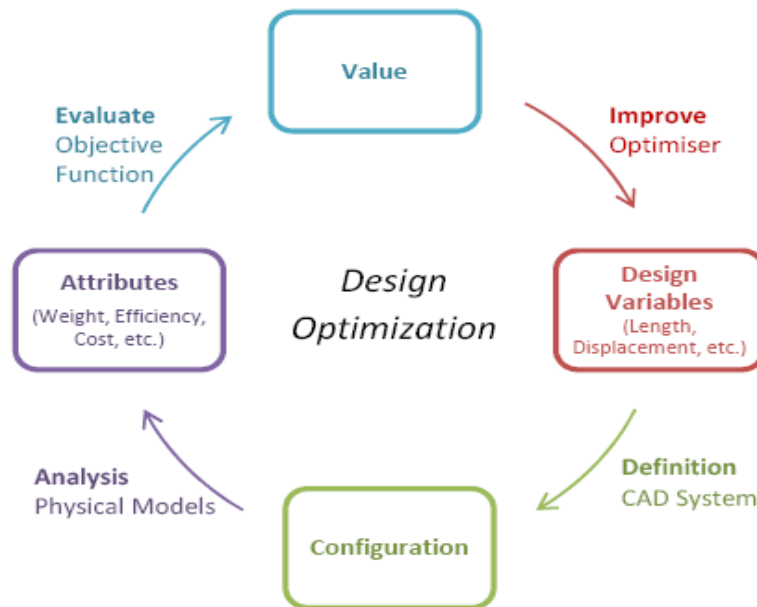 Value
Evaluate
Objective
Function
Improve
Optimiser
Attributes
(Weight, Efficiency,
Cost, etc.)
Design
Optimization
Design
Variables
(Length,
Displacement, etc.)
Analysis
Physical Models
Definition
CAD System
Configuration